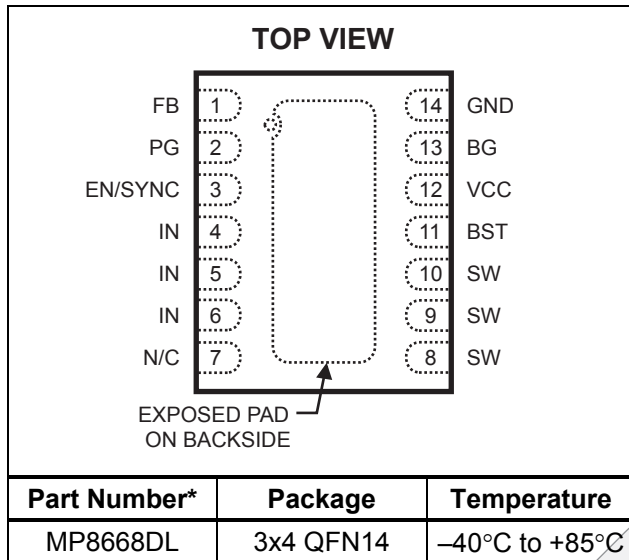 TOP VIEW
FB 1 14 GND
PG 2 13 BG
EN/SYNC 3 12 VCC
IN 4 11 BST
IN 5 10 SW
IN 6 9 SW
N/C 7 8 SW
EXPOSED PAD
ON BACKSIDE
Part Number* Package Temperature
MP8668DL 3x4 QFN14 –40°C to +85°C